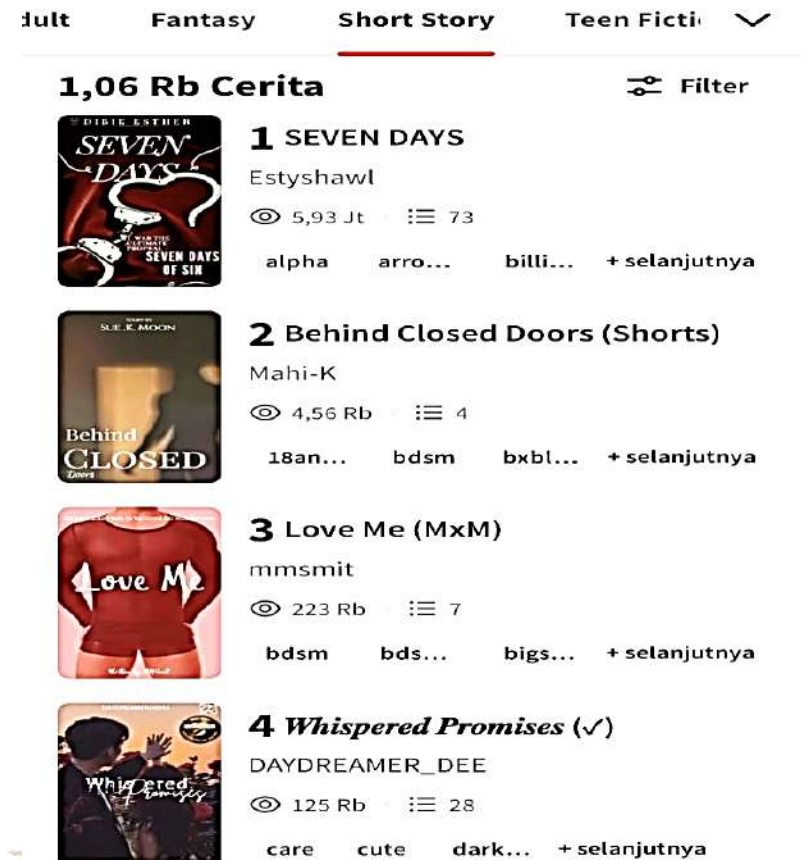 dult Fantasy Short Story Teen Ficti
1,06 Rb Cerita Filter
DIBIE ESTHER
SEVEN
DAYS
SEVEN DAYS
OF SIN
1 SEVEN DAYS
Estyshawl
5,93 Jt 73
alpha arro... billi... + selanjutnya
SUE.K.MOON
Behind
CLOSED
Doors
2 Behind Closed Doors (Shorts)
Mahi-K
4,56 Rb 4
18an... bdsm bxbl... + selanjutnya
Love Me
3 Love Me (MxM)
mmsmit
223 Rb 7
bdsm bds... bigs... + selanjutnya
Whispered
Promises
4 Whispered Promises (✓)
DAYDREAMER_DEE
125 Rb 28
care cute dark... + selanjutnya